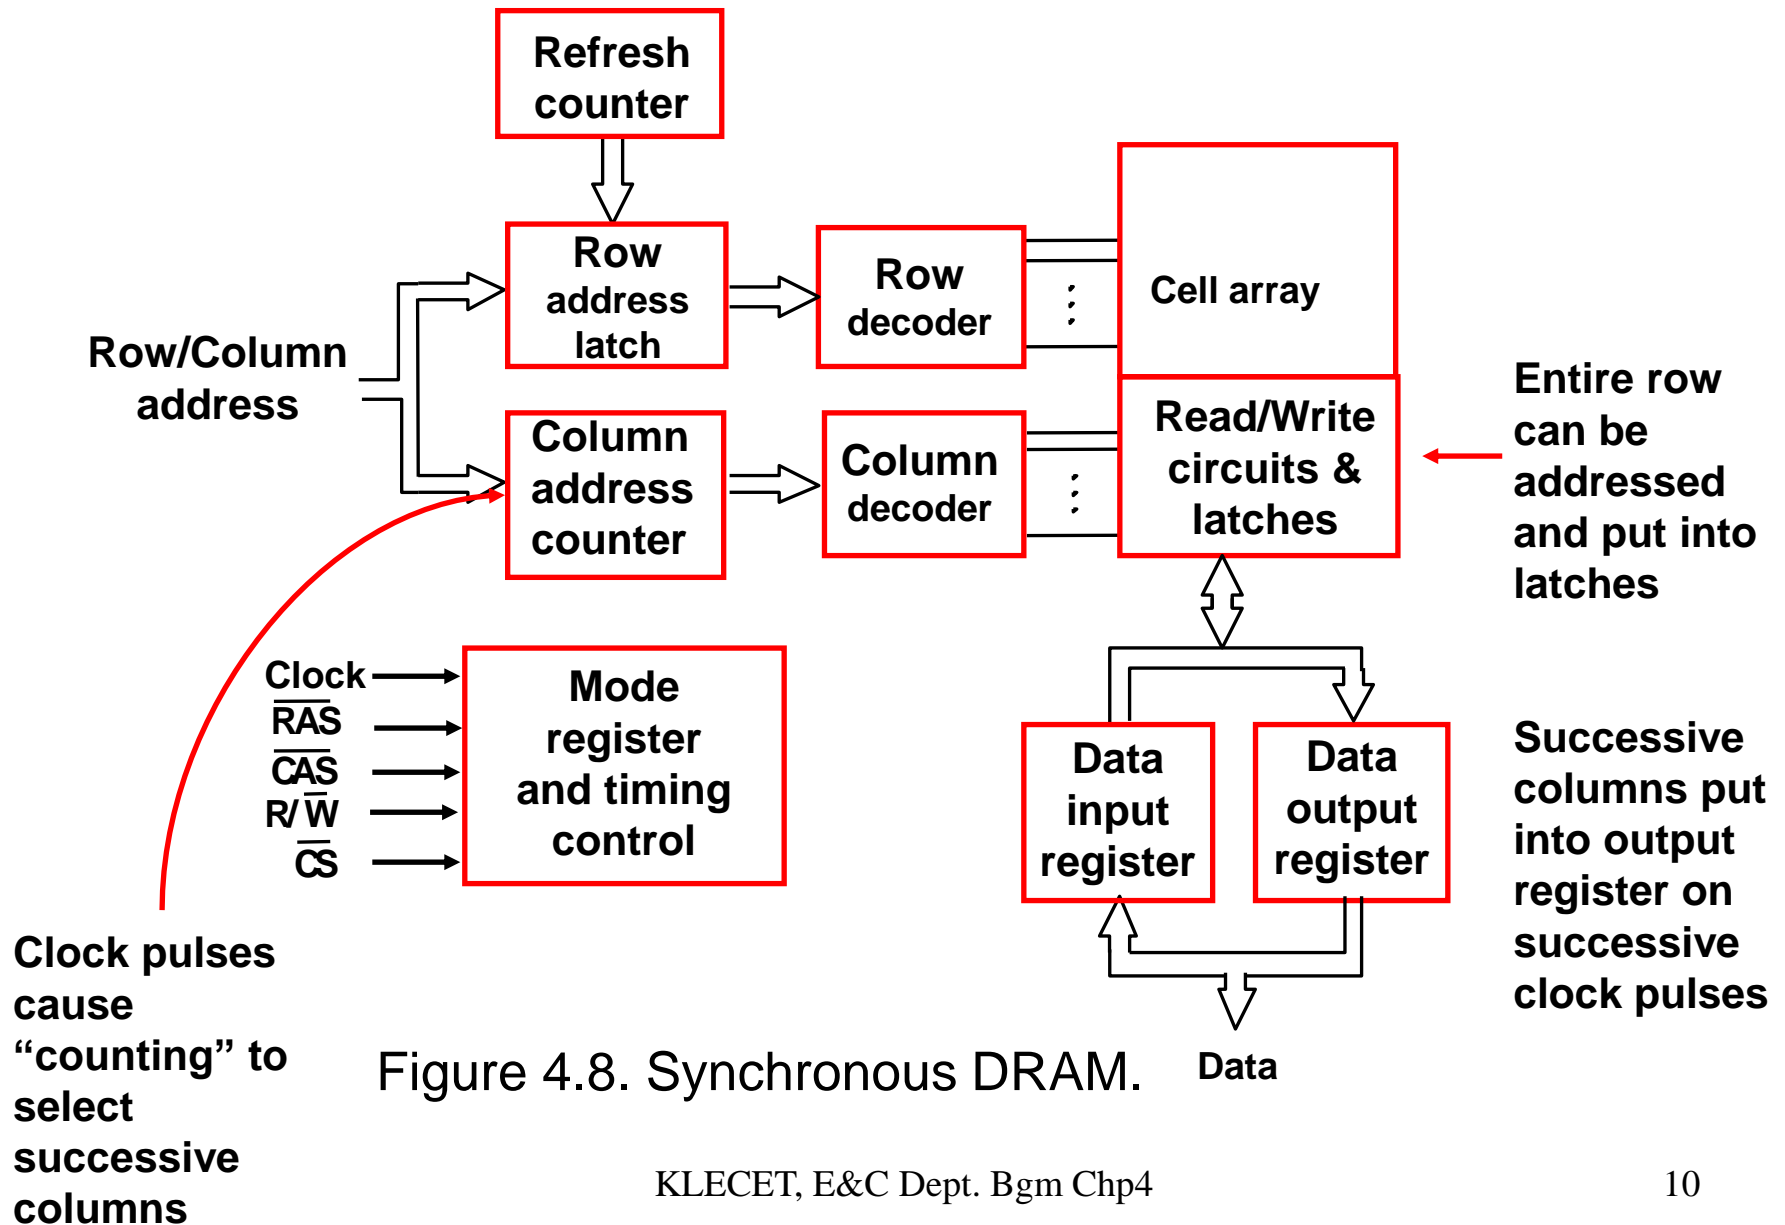 Refresh
counter
Row
address
latch
Row
decoder
Cell array
Row/Column
address
Column
address
counter
Column
decoder
Read/Write
circuits &
latches
Entire row
can be
addressed
and put into
latches
Clock
RAS
CAS
R/ W
CS
Mode
register
and timing
control
Data
input
register
Data
output
register
Successive
columns put
into output
register on
successive
clock pulses
Clock pulses
cause
“counting” to
select
successive
columns
Data
Figure 4.8. Synchronous DRAM.
KLECET, E&C Dept. Bgm Chp4
10